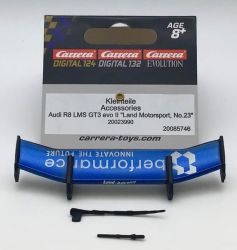 AGE
8+
Carrera Carrera Carrera
DIGITAL 124 DIGITAL 132 EVOLUTION
Kleinteile
Accessories
Audi R8 LMS GT3 evo II "Land Motorsport, No.23"
20023990
20085746
carrera-toys.com
berformance
INNOVATE THE
FUTURE